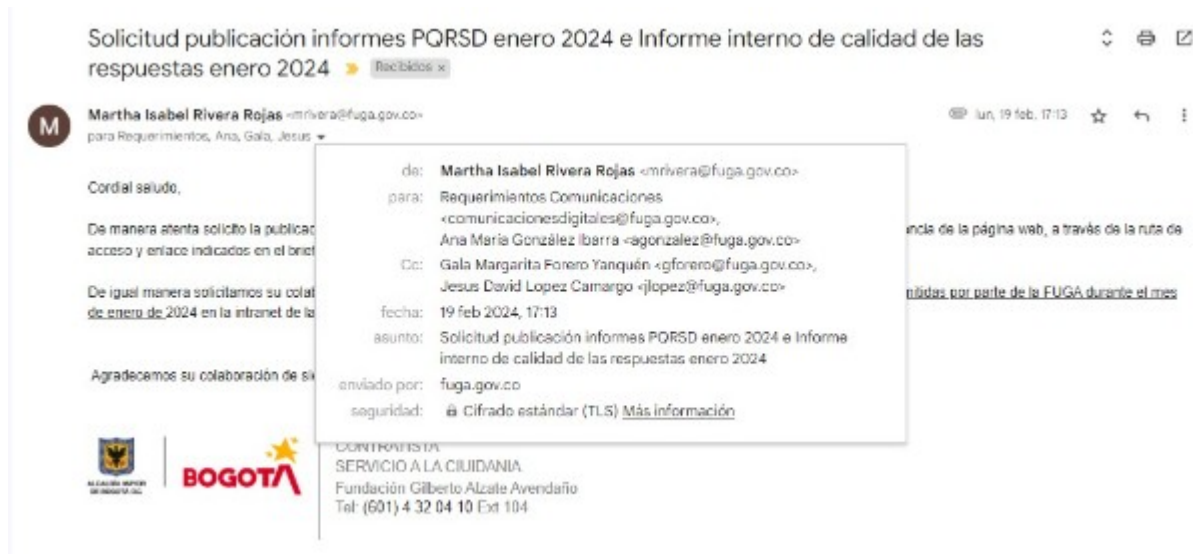 Solicitud publicación informes PQRSD enero 2024 e Informe interno de calidad de las
respuestas enero 2024 Recibidos ×
M
Martha Isabel Rivera Rojas <mrivera@fuga.gov.co>
lun, 19 feb, 17:13
para Requerimientos, Ana, Gala, Jesus
Cordial saludo,
De manera atenta solicito la publicac
ncia de la página web, a través de la ruta de
acceso y enlace indicados en el brief
De igual manera solicitamos su colab
mitidas por parte de la FUGA durante el mes
de enero de 2024 en la intranet de la
Agradecemos su colaboración de si
de: Martha Isabel Rivera Rojas <mrivera@fuga.gov.co>
para: Requerimientos Comunicaciones
<comunicacionesdigitales@fuga.gov.co>,
Ana María González Ibarra <agonzalez@fuga.gov.co>
Cc: Gala Margarita Forero Yanquén <gforero@fuga.gov.co>,
Jesus David Lopez Camargo <jlopez@fuga.gov.co>
fecha: 19 feb 2024, 17:13
asunto: Solicitud publicación informes PQRSD enero 2024 e Informe
interno de calidad de las respuestas enero 2024
enviado por: fuga.gov.co
seguridad: Cifrado estándar (TLS) Más información
ALCALDÍA MAYOR
DE BOGOTÁ D.C.
BOGOTÁ
CONTRATISTA
SERVICIO A LA CIUIDANIA
Fundación Gilberto Alzate Avendaño
Tel: (601) 4 32 04 10 Ext 104